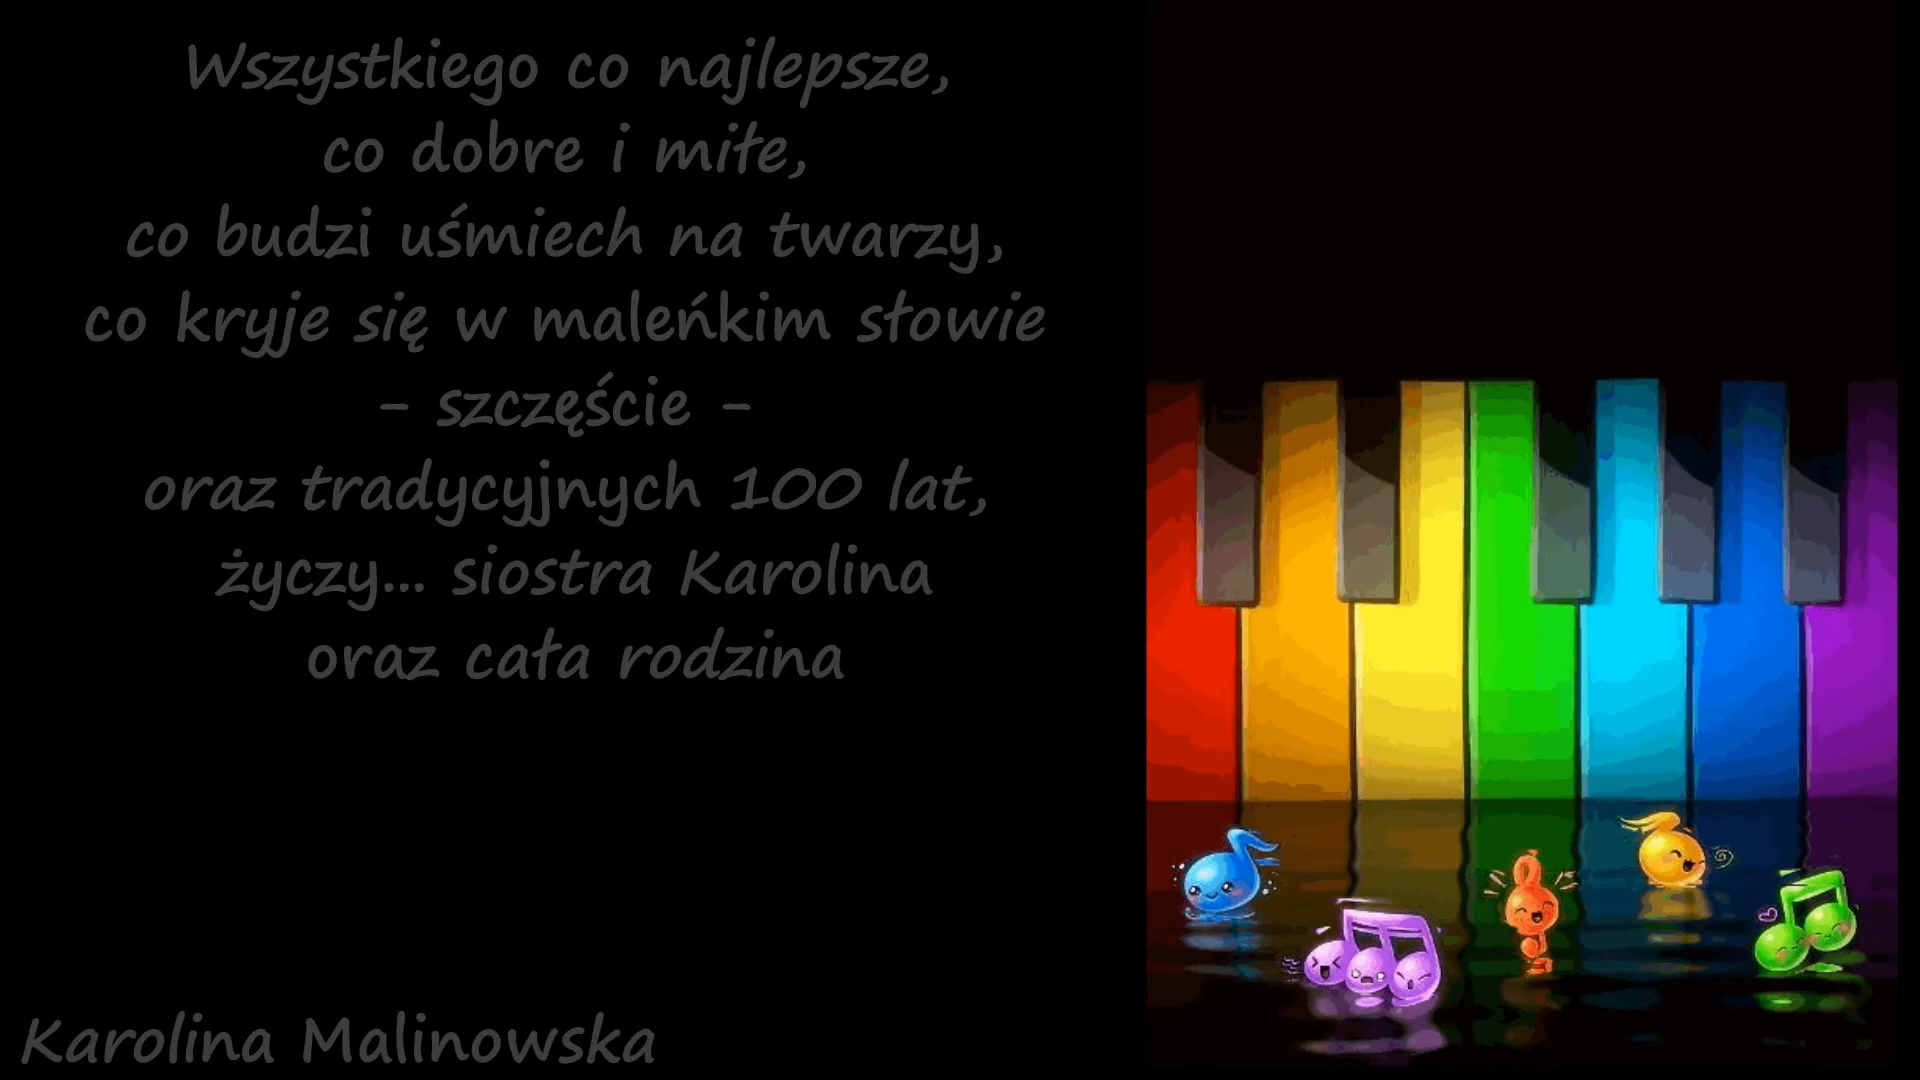 Wszystkiego co najlepsze,
co dobre i miłe,
co budzi uśmiech na twarzy,
co kryje się w maleńkim słowie
- szczęście -
oraz tradycyjnych 100 lat,
życzy... siostra Karolina
oraz cała rodzina
Karolina Malinowska